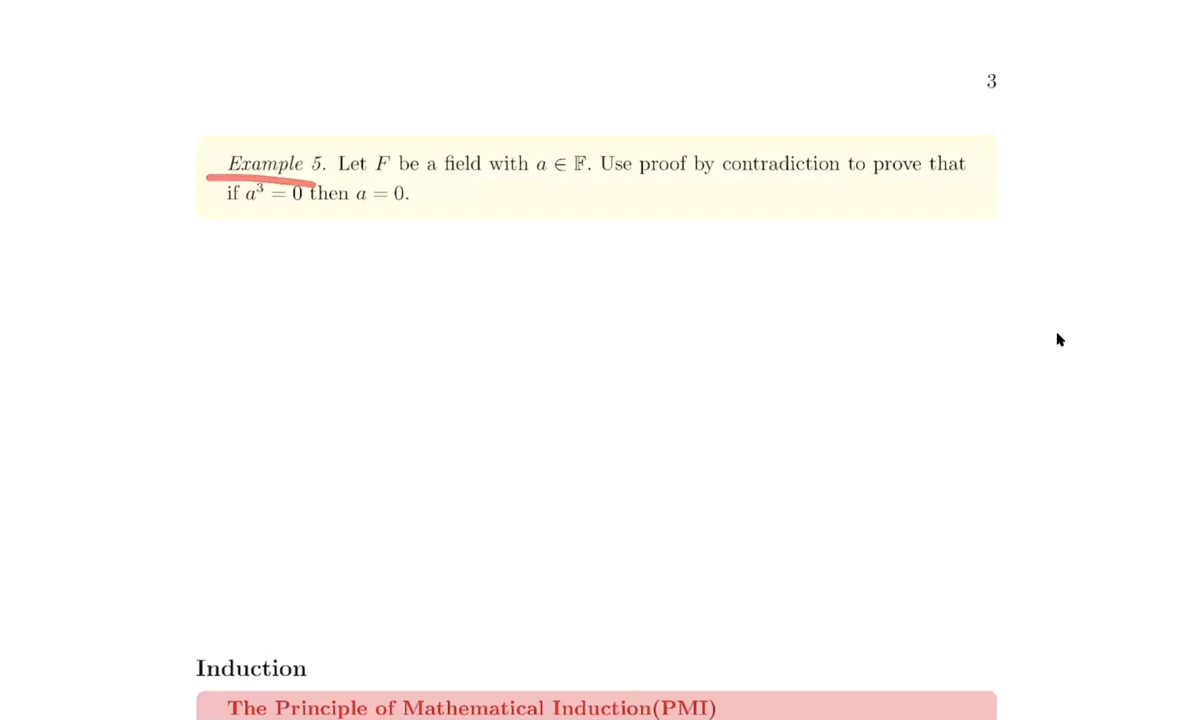 3
Example 5. Let F be a field with a ∈ 𝔽. Use proof by contradiction to prove that
if a³ = 0 then a = 0.
Induction
The Principle of Mathematical Induction(PMI)